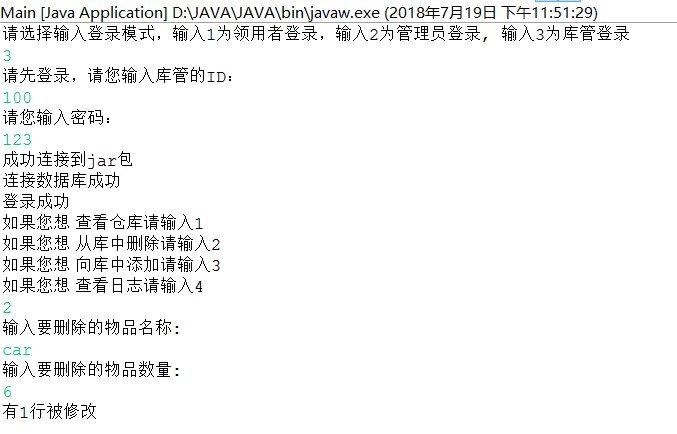 Main [Java Application] D:\JAVA\JAVA\bin\javaw.exe (2018年7月19日 下午11:51:29)
请选择输入登录模式，输入1为领用者登录，输入2为管理员登录, 输入3为库管登录
3
请先登录，请您输入库管的ID：
100
请您输入密码：
123
成功连接到jar包
连接数据库成功
登录成功
如果您想 查看仓库请输入1
如果您想 从库中删除请输入2
如果您想 向库中添加请输入3
如果您想 查看日志请输入4
2
输入要删除的物品名称：
car
输入要删除的物品数量：
6
有1行被修改